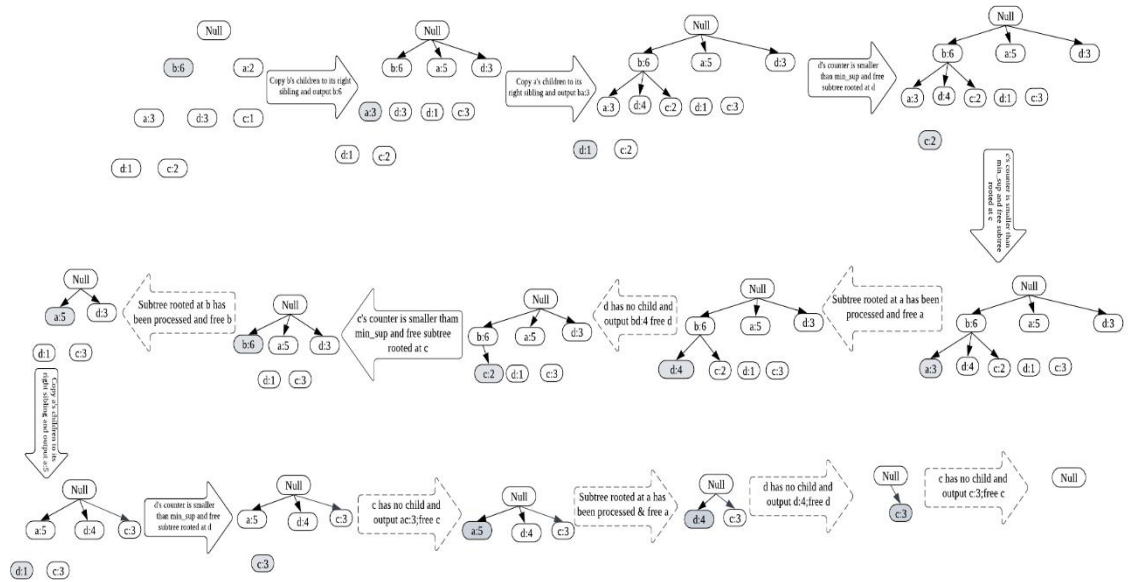 Null
b:6
a:2
a:3
d:3
c:1
d:1
c:2
Copy b's children to its right
sibling and output b:6
Null
b:6
a:5
d:3
a:3
d:3
d:1
c:3
d:1
c:2
Copy a's children to its
right sibling and output ba:3
Null
b:6
a:5
d:3
a:3
d:4
c:2
d:1
c:3
d:1
c:2
d's counter is smaller
than min_sup and free
subtree rooted at d
Null
b:6
a:5
d:3
a:3
d:4
c:2
d:1
c:3
c:2
c's counter is smaller than
min_sup and free subtree
rooted at c
Null
b:6
a:5
d:3
a:3
d:4
c:2
d:1
c:3
Subtree rooted at a has been
processed and free a
Null
b:6
a:5
d:3
d:4
c:2
d:1
c:3
d has no child and
output bd:4 free d
Null
b:6
a:5
d:3
c:2
d:1
c:3
c's counter is smaller tham
min_sup and free subtree
rooted at c
Null
b:6
a:5
d:3
d:1
c:3
Subtree rooted at b has
been processed and free b
Null
a:5
d:3
d:1
c:3
Copy a's children to its
right sibling and output a:5
Null
a:5
d:4
c:3
d:1
c:3
d's counter is smaller
than min_sup and free
subtree rooted at d
Null
a:5
d:4
c:3
c:3
c has no child and
output ac:3;free c
Null
a:5
d:4
c:3
Subtree rooted at a has
been processed & free a
Null
d:4
c:3
d has no child and
output d:4;free d
Null
c:3
c has no child and
output c:3;free c
Null